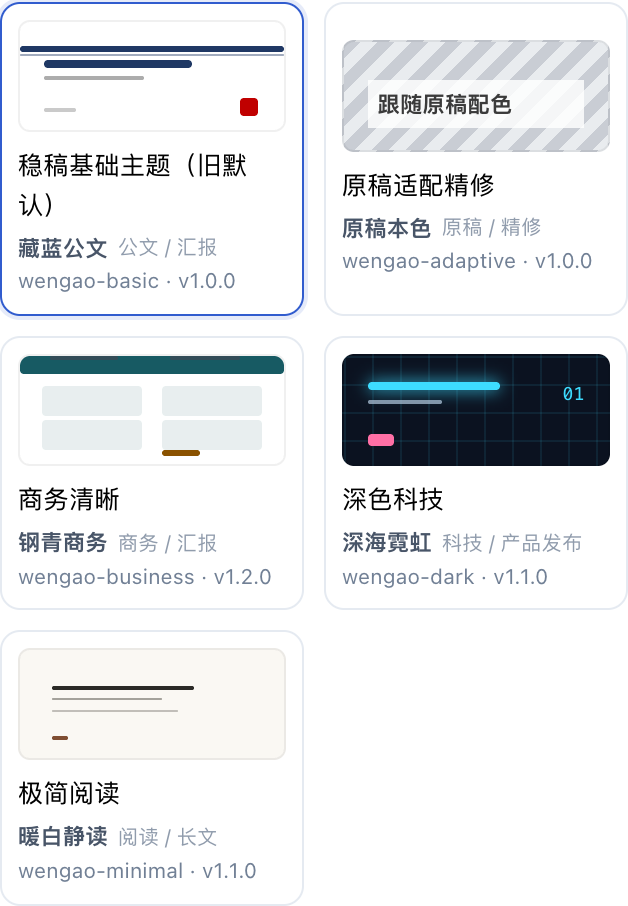 稳稿基础主题（旧默
认）
藏蓝公文 公文 / 汇报
wengao-basic · v1.0.0
跟随原稿配色
原稿适配精修
原稿本色 原稿 / 精修
wengao-adaptive · v1.0.0
商务清晰
钢青商务 商务 / 汇报
wengao-business · v1.2.0
01
深色科技
深海霓虹 科技 / 产品发布
wengao-dark · v1.1.0
极简阅读
暖白静读 阅读 / 长文
wengao-minimal · v1.1.0